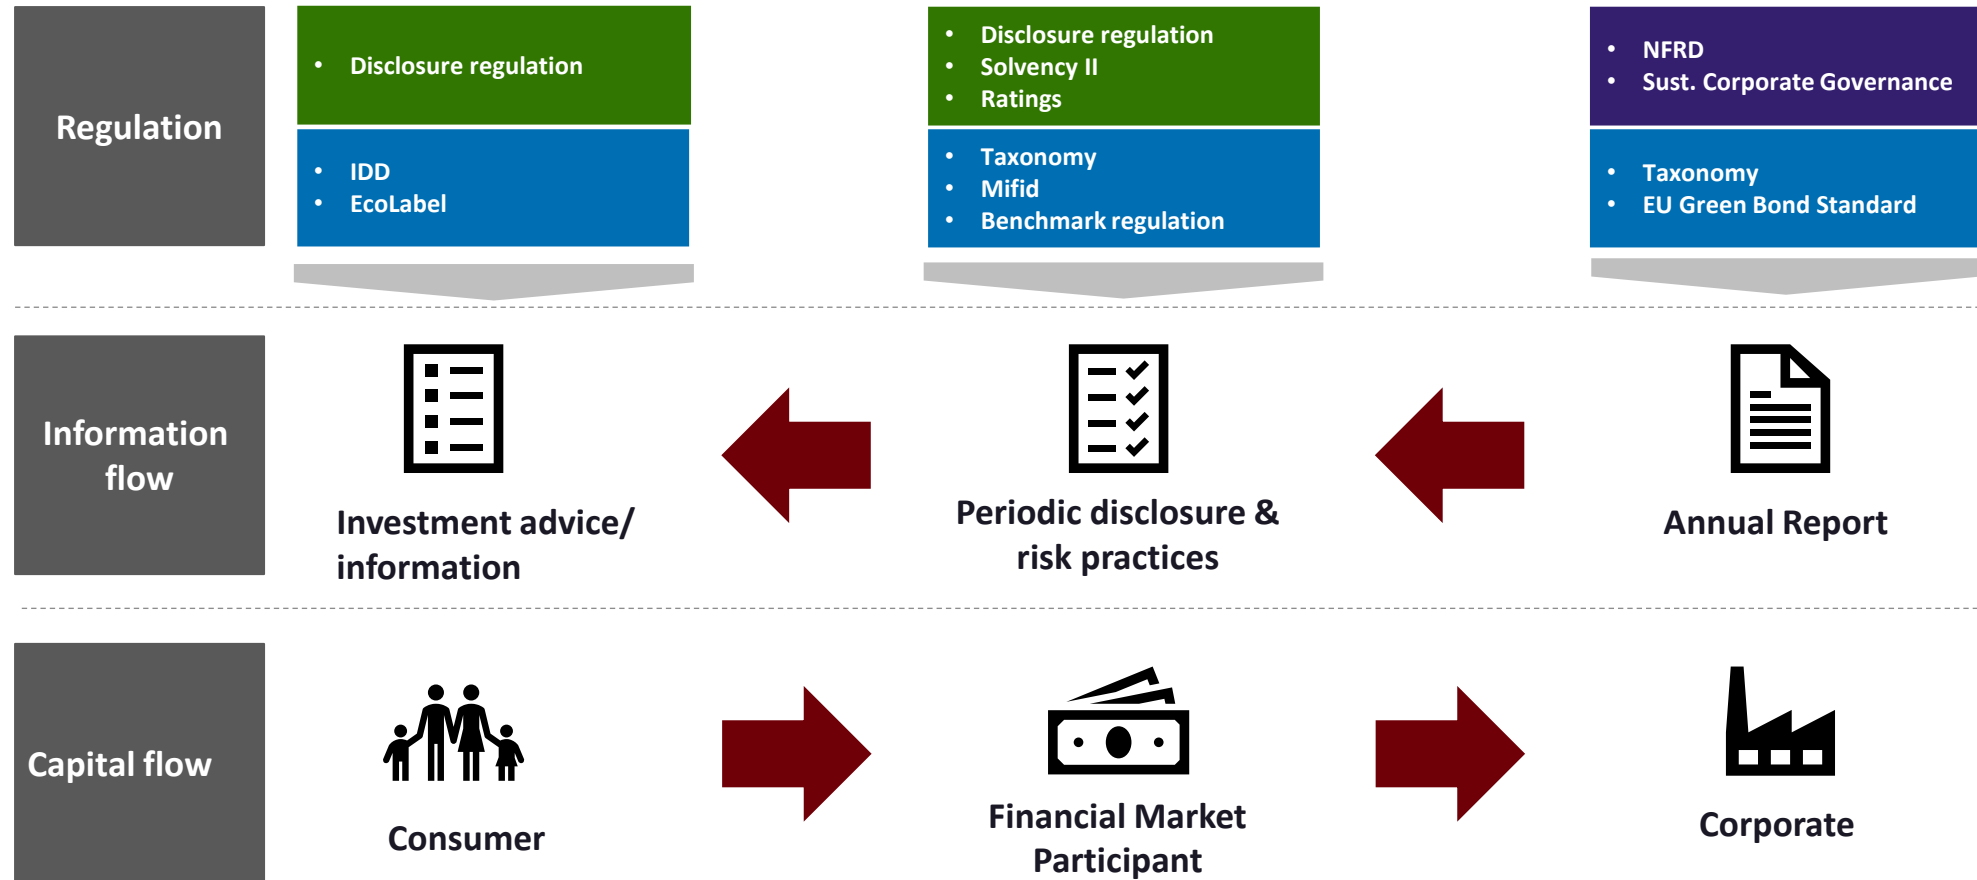 Regulation
• Disclosure regulation
• IDD
• EcoLabel
• Disclosure regulation
• Solvency II
• Ratings
• Taxonomy
• Mifid
• Benchmark regulation
• NFRD
• Sust. Corporate Governance
• Taxonomy
• EU Green Bond Standard
Information
flow
Investment advice/
information
Periodic disclosure &
risk practices
Annual Report
Capital flow
Consumer
Financial Market
Participant
Corporate